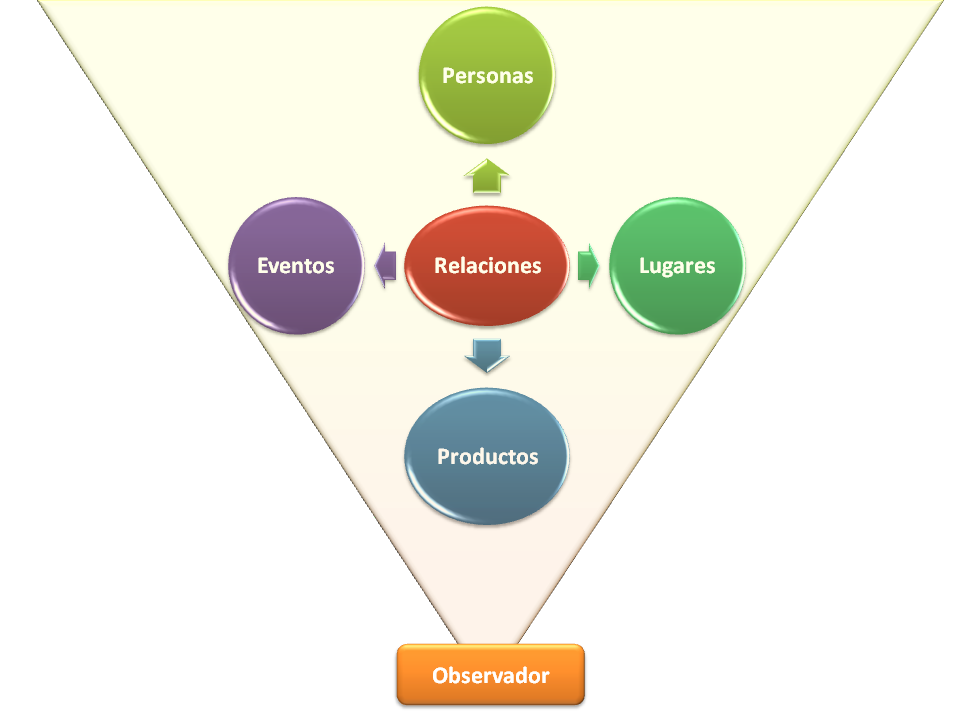 Personas
Eventos
Relaciones
Lugares
Productos
Observador